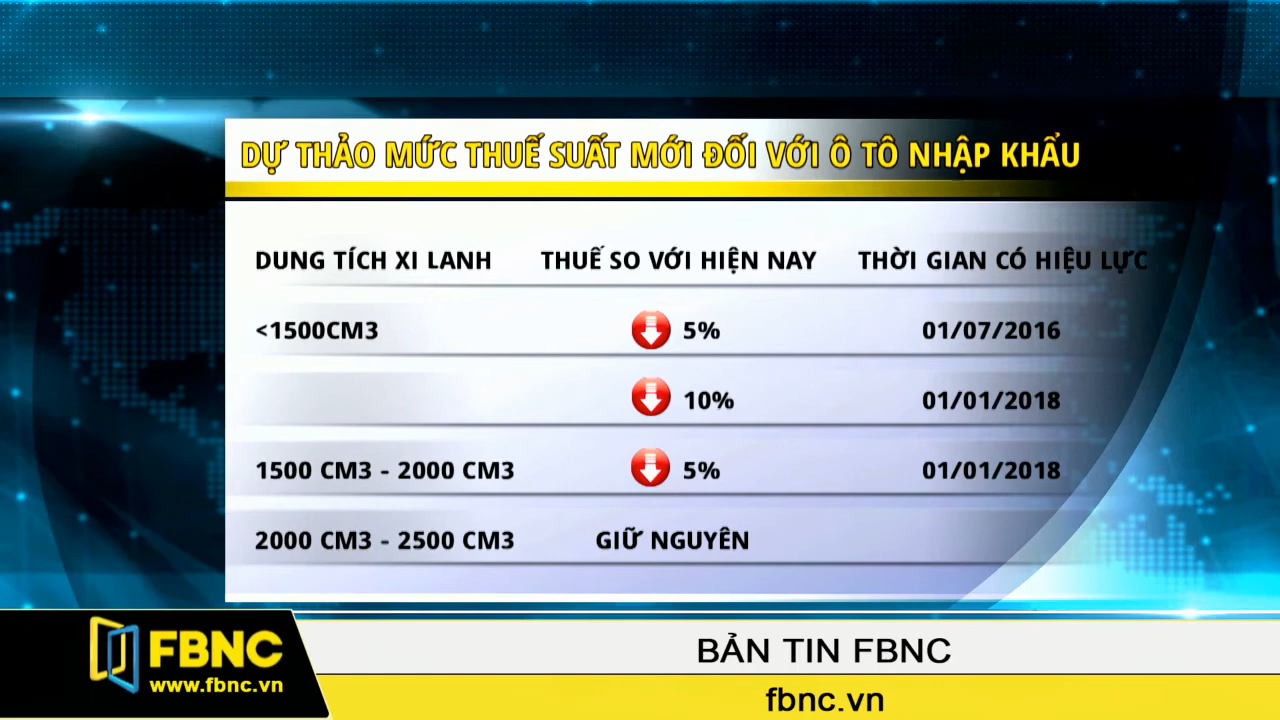 DỰ THẢO MỨC THUẾ SUẤT MỚI ĐỐI VỚI Ô TÔ NHẬP KHẨU
DUNG TÍCH XI LANH THUẾ SO VỚI HIỆN NAY THỜI GIAN CÓ HIỆU LỰC
<1500CM3 5% 01/07/2016
10% 01/01/2018
1500 CM3 - 2000 CM3 5% 01/01/2018
2000 CM3 - 2500 CM3 GIỮ NGUYÊN
FBNC
www.fbnc.vn
BẢN TIN FBNC
fbnc.vn